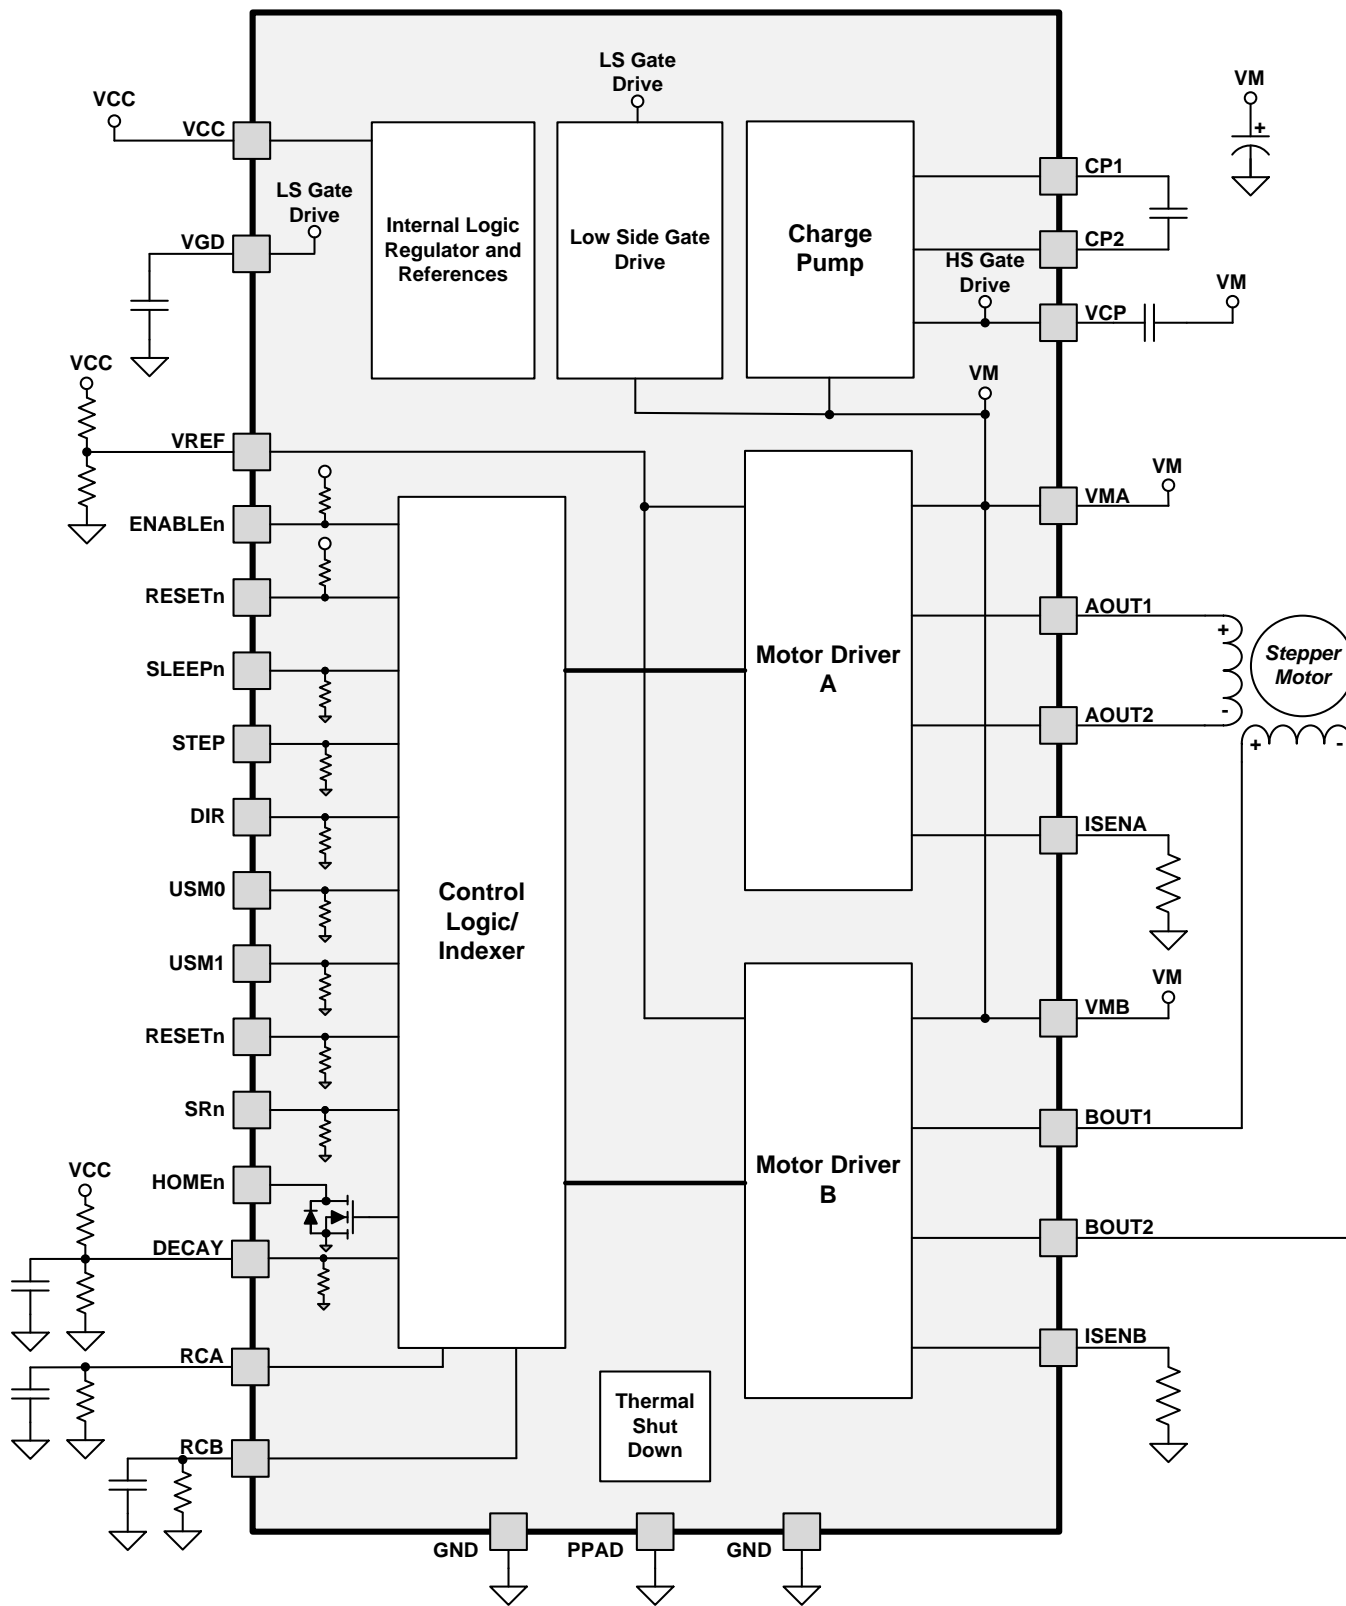 LS Gate
Drive
VM
VCC
VCC
LS Gate
Drive
VGD
Internal Logic
Regulator and
References
Low Side Gate
Drive
Charge
Pump
CP1
CP2
HS Gate
Drive
VCP
VM
VM
VCC
VREF
ENABLEn
RESETn
SLEEPn
STEP
DIR
USM0
USM1
RESETn
SRn
HOMEn
VCC
DECAY
RCA
RCB
Control
Logic/
Indexer
Motor Driver
A
Motor Driver
B
Thermal
Shut
Down
VMA
VM
AOUT1
+
Stepper
Motor
-
AOUT2
+ -
ISENA
VM
VMB
BOUT1
BOUT2
ISENB
GND
PPAD
GND
+